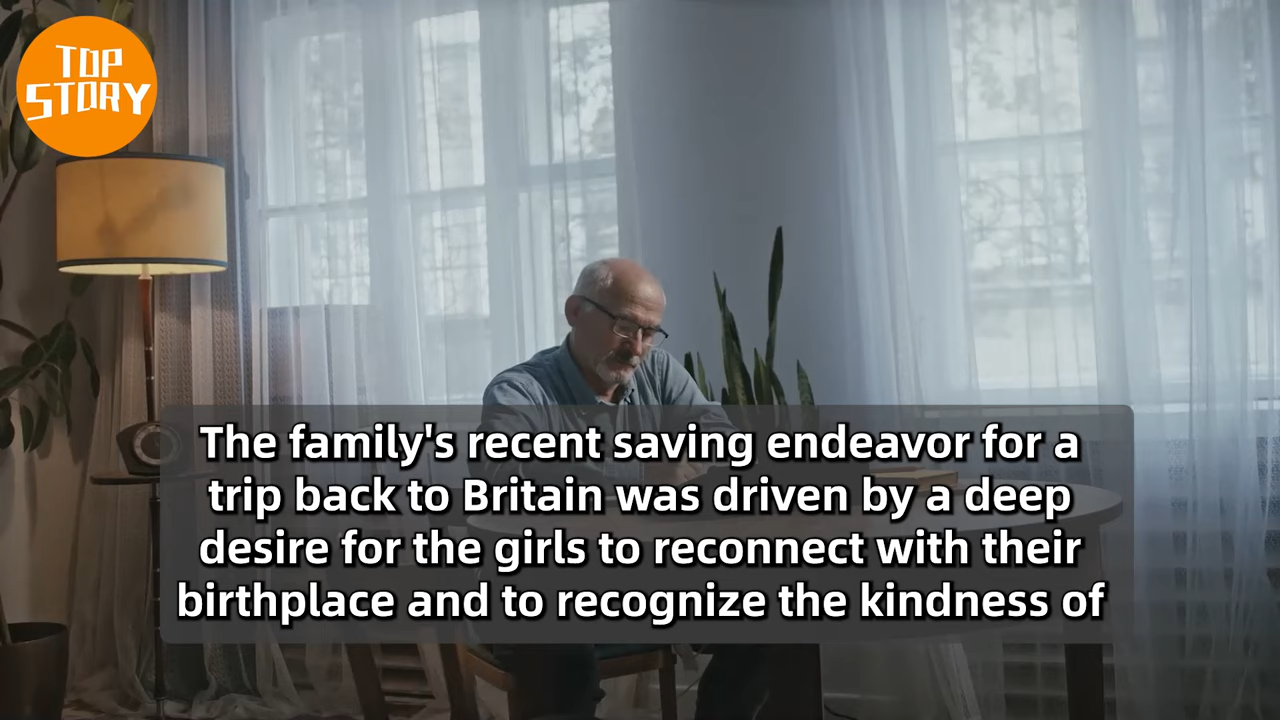 TOP
STORY
The family's recent saving endeavor for a
trip back to Britain was driven by a deep
desire for the girls to reconnect with their
birthplace and to recognize the kindness of